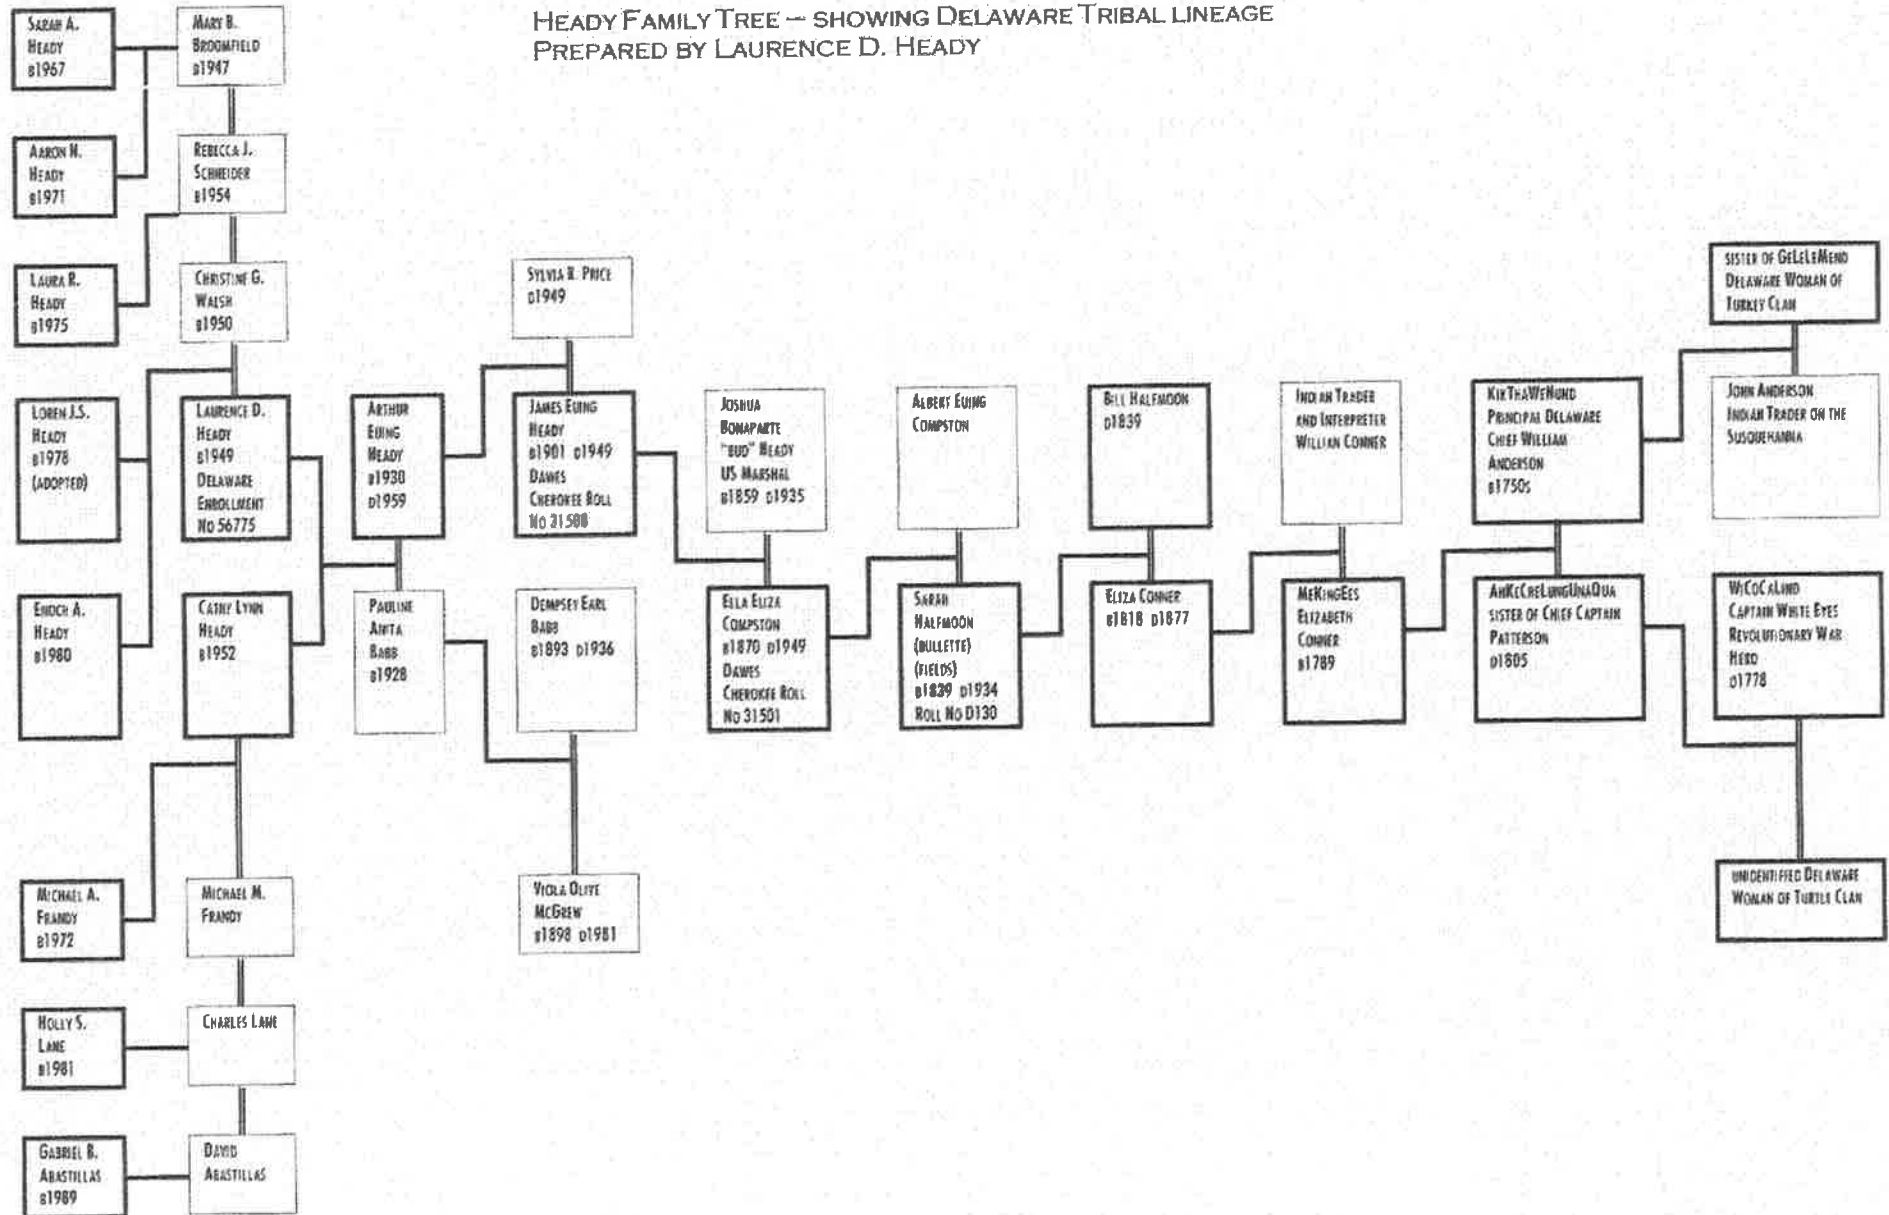 HEADY FAMILY TREE – SHOWING DELAWARE TRIBAL LINEAGE
PREPARED BY LAURENCE D. HEADY
SARAH A.
HEADY
B1967
MARY B.
BROOMFIELD
B1947
AARON N.
HEADY
B1971
REBECCA J.
SCHNEIDER
B1954
LAURA R.
HEADY
B1975
CHRISTINE G.
WALSH
B1950
SYLVIA R. PRICE
D1949
SISTER OF GELELEMEND
DELAWARE WOMAN OF
TURKEY CLAN
LOREN J.S.
HEADY
B1978
(ADOPTED)
LAURENCE D.
HEADY
B1949
DELAWARE
ENROLLMENT
NO 56775
ARTHUR
EUING
HEADY
B1930
D1959
JAMES EUING
HEADY
B1901 D1949
DAWES
CHEROKEE ROLL
NO 31508
JOSHUA
BONAPARTE
"BUD" HEADY
US MARSHAL
B1859 D1935
ALBERT EUING
COMPSTON
BILL HALFMOON
D1839
INDIAN TRADER
AND INTERPRETER
WILLIAN CONNER
KIKTHAWENUND
PRINCIPAL DELAWARE
CHIEF WILLIAM
ANDERSON
B1750S
JOHN ANDERSON
INDIAN TRADER ON THE
SUSQUEHANNA
ENOCH A.
HEADY
B1980
CATHY LYNN
HEADY
B1952
PAULINE
ANITA
BABB
B1928
DEMPSEY EARL
BABB
B1893 D1936
ELLA ELIZA
COMPSTON
B1870 D1949
DAWES
CHEROKEE ROLL
NO 31501
SARAH
HALFMOON
(BULLETTE)
(FIELDS)
B1839 D1934
ROLL NO D130
ELIZA CONNER
B1818 D1877
MEKINGEES
ELIZABETH
CONNER
B1789
AHKECHELUNGUNAQUA
SISTER OF CHIEF CAPTAIN
PATTERSON
D1805
WICOCALIND
CAPTAIN WHITE EYES
REVOLUTIONARY WAR
HERO
D1778
MICHAEL A.
FRANDY
B1972
MICHAEL M.
FRANDY
VIOLA OLIVE
MCGREW
B1898 D1981
UNIDENTIFIED DELAWARE
WOMAN OF TURTLE CLAN
HOLLY S.
LANE
B1981
CHARLES LANE
GABRIEL B.
ABASTILLAS
B1989
DAVID
ABASTILLAS